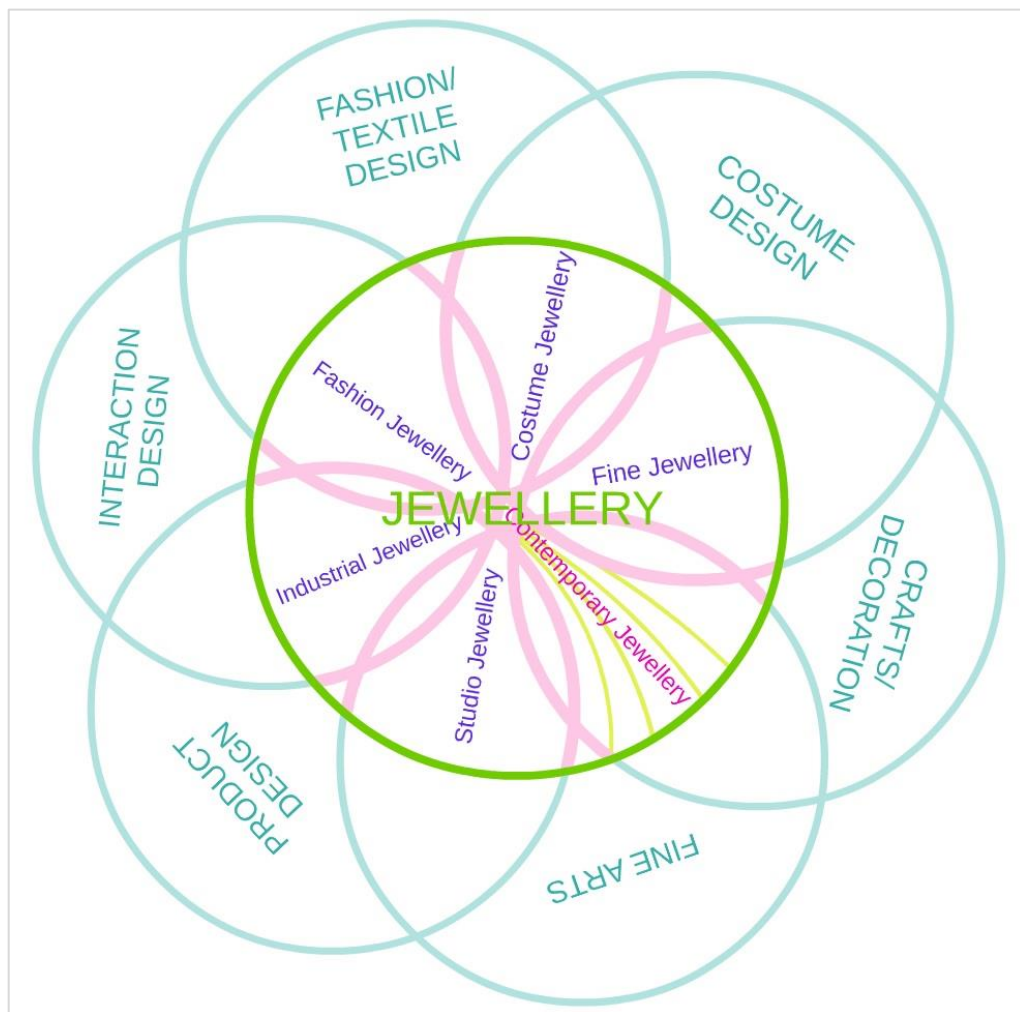 FASHION/
TEXTILE
DESIGN
COSTUME
DESIGN
INTERACTION
DESIGN
Costume Jewellery
Fashion Jewellery
Fine Jewellery
JEWELLERY
Industrial Jewellery
Contemporary Jewellery
Studio Jewellery
CRAFTS/
DECORATION
PRODUCT
DESIGN
FINE ARTS